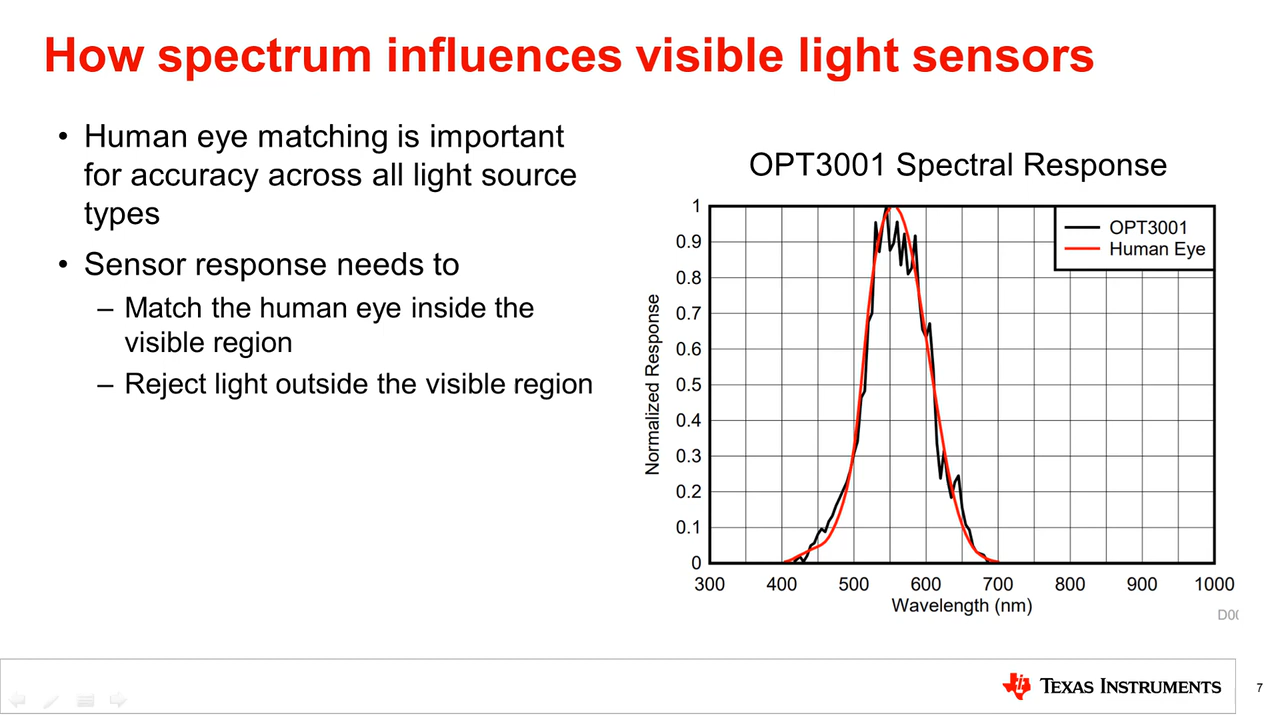 How spectrum influences visible light sensors
• Human eye matching is important
for accuracy across all light source
types
• Sensor response needs to
– Match the human eye inside the
visible region
– Reject light outside the visible region
OPT3001 Spectral Response
OPT3001
Human Eye
Normalized Response
1
0.9
0.8
0.7
0.6
0.5
0.4
0.3
0.2
0.1
0
300 400 500 600 700 800 900 1000
Wavelength (nm)
TEXAS INSTRUMENTS
7